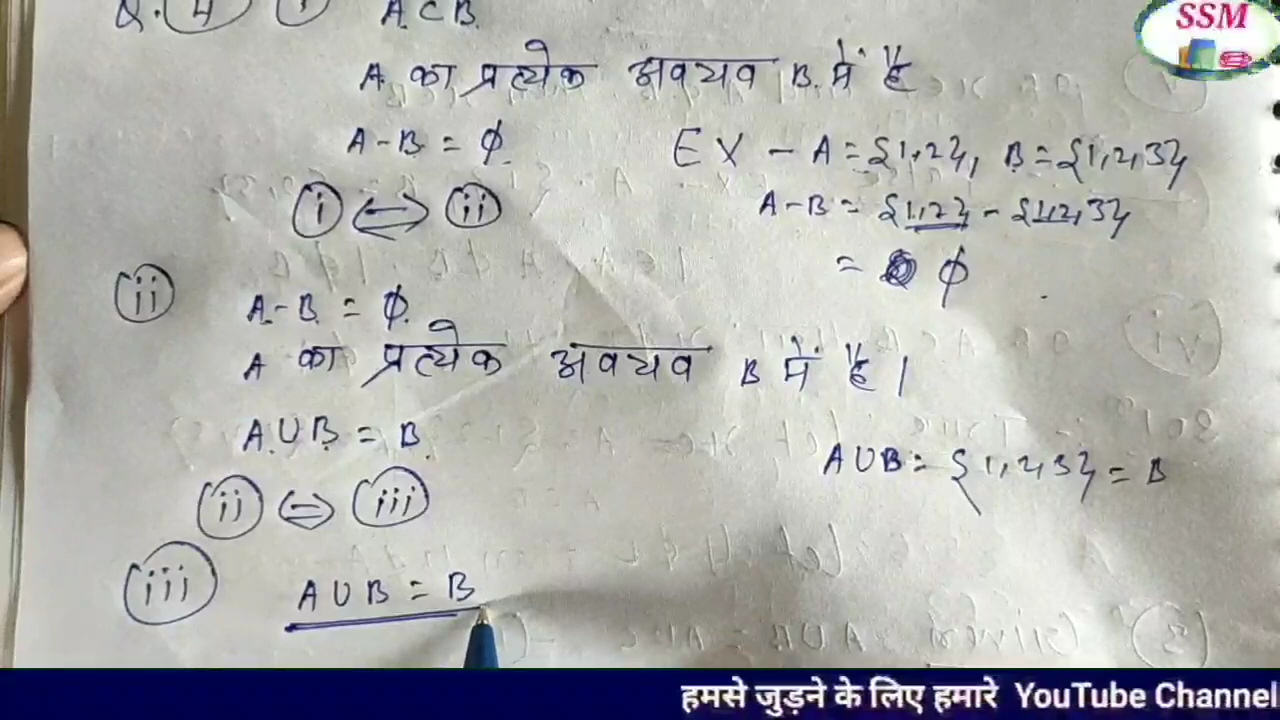 Q.4 i A⊂B.
SSM
A. का प्रत्येक अवयव B. में है
A-B = ϕ.
EX - A = {1,2}, B = {1,2,3}
i ⟺ ii
A-B = {1,2} - {1,2,3}
= ϕ
ii
A-B = ϕ.
A का प्रत्येक अवयव B में है।
A∪B = B.
A∪B = {1,2,3} = B
ii ⟺ iii
iii A∪B = B
हमसे जुड़ने के लिए हमारे YouTube Channel